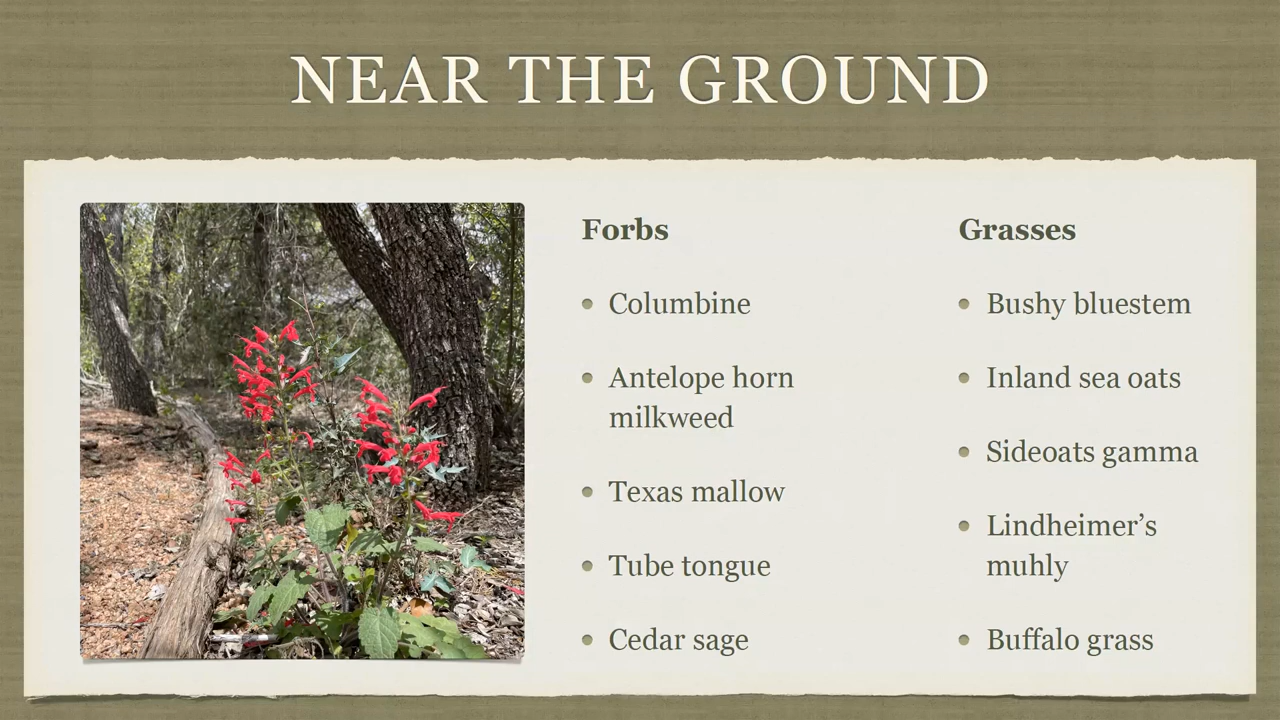 NEAR THE GROUND
Forbs
• Columbine
• Antelope horn
milkweed
• Texas mallow
• Tube tongue
• Cedar sage
Grasses
• Bushy bluestem
• Inland sea oats
• Sideoats gamma
• Lindheimer’s
muhly
• Buffalo grass